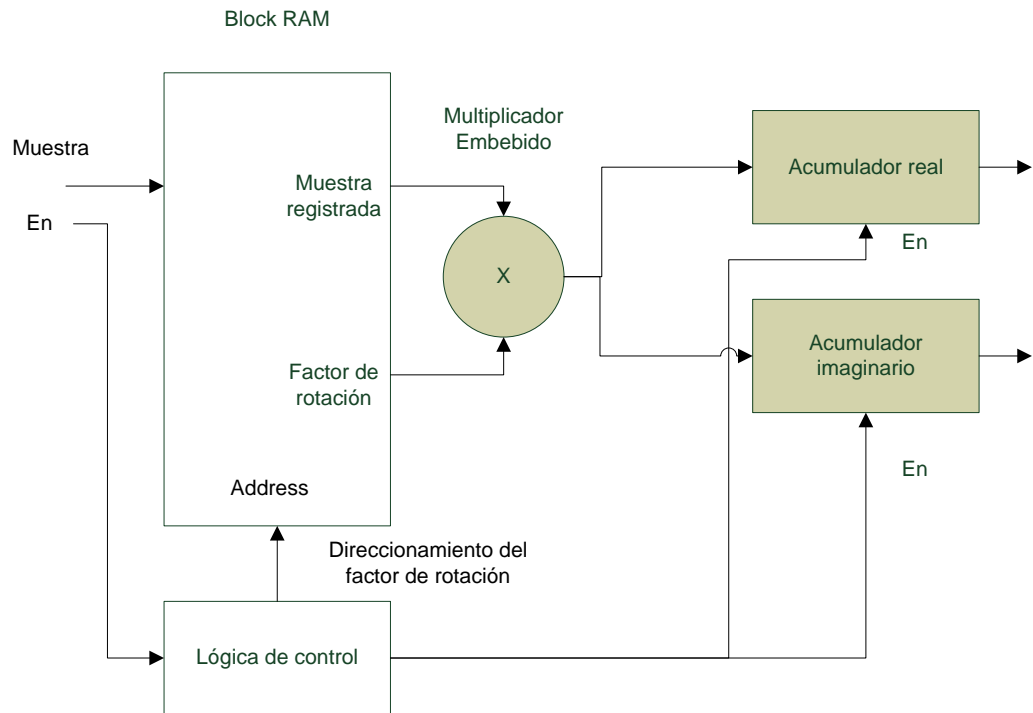 Block RAM
Multiplicador
Embebido
Muestra
En
Muestra
registrada
X
Factor de
rotación
Address
Acumulador real
En
Acumulador
imaginario
En
Direccionamiento del
factor de rotación
Lógica de control